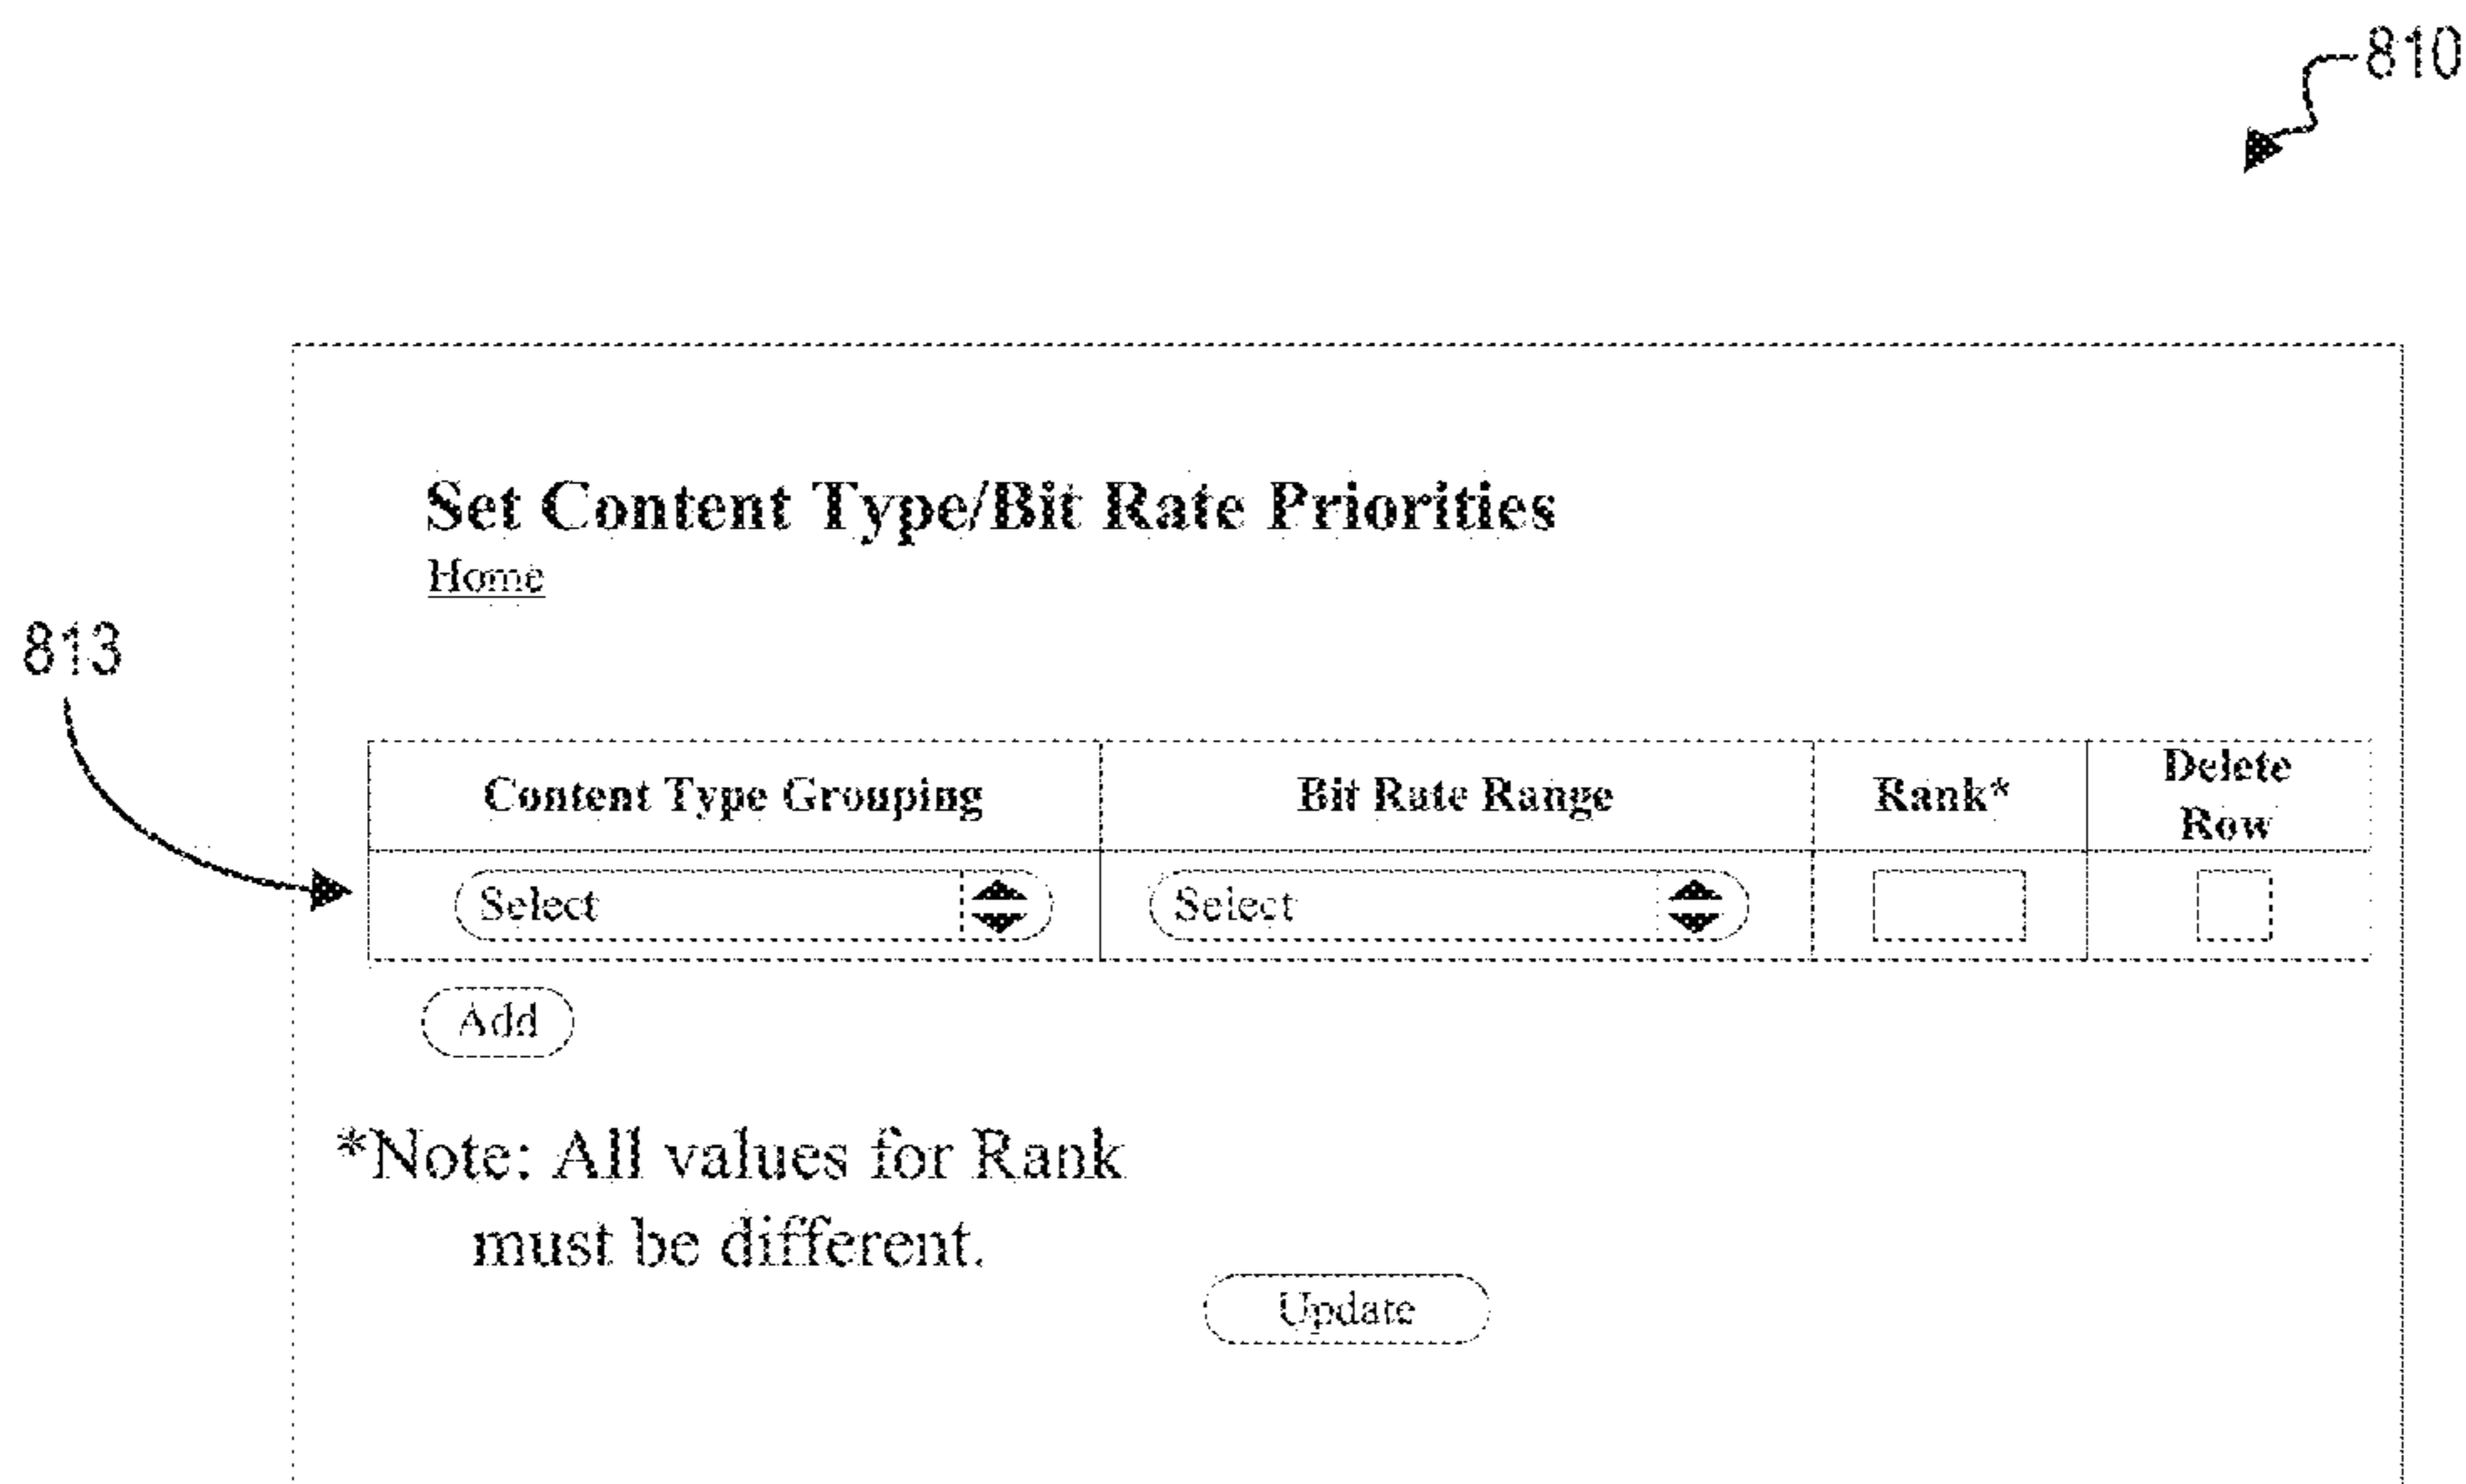 810
Set Content Type/Bit Rate Priorities
Home
813
Content Type Grouping Bit Rate Range Rank* Delete Row
Select Select
Add
*Note: All values for Rank
must be different.
Update